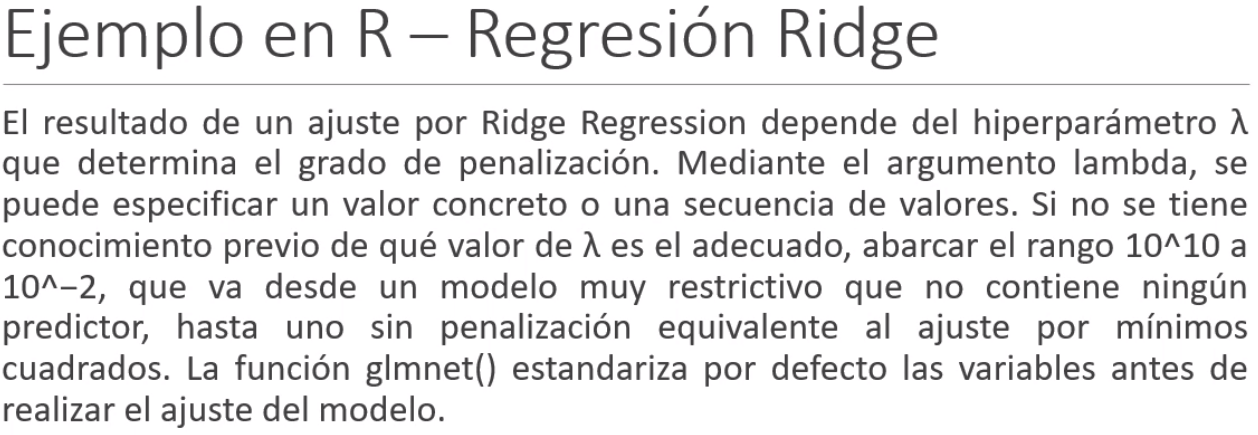 Ejemplo en R – Regresión Ridge
El resultado de un ajuste por Ridge Regression depende del hiperparámetro λ
que determina el grado de penalización. Mediante el argumento lambda, se
puede especificar un valor concreto o una secuencia de valores. Si no se tiene
conocimiento previo de qué valor de λ es el adecuado, abarcar el rango 10^10 a
10^−2, que va desde un modelo muy restrictivo que no contiene ningún
predictor, hasta uno sin penalización equivalente al ajuste por mínimos
cuadrados. La función glmnet() estandariza por defecto las variables antes de
realizar el ajuste del modelo.